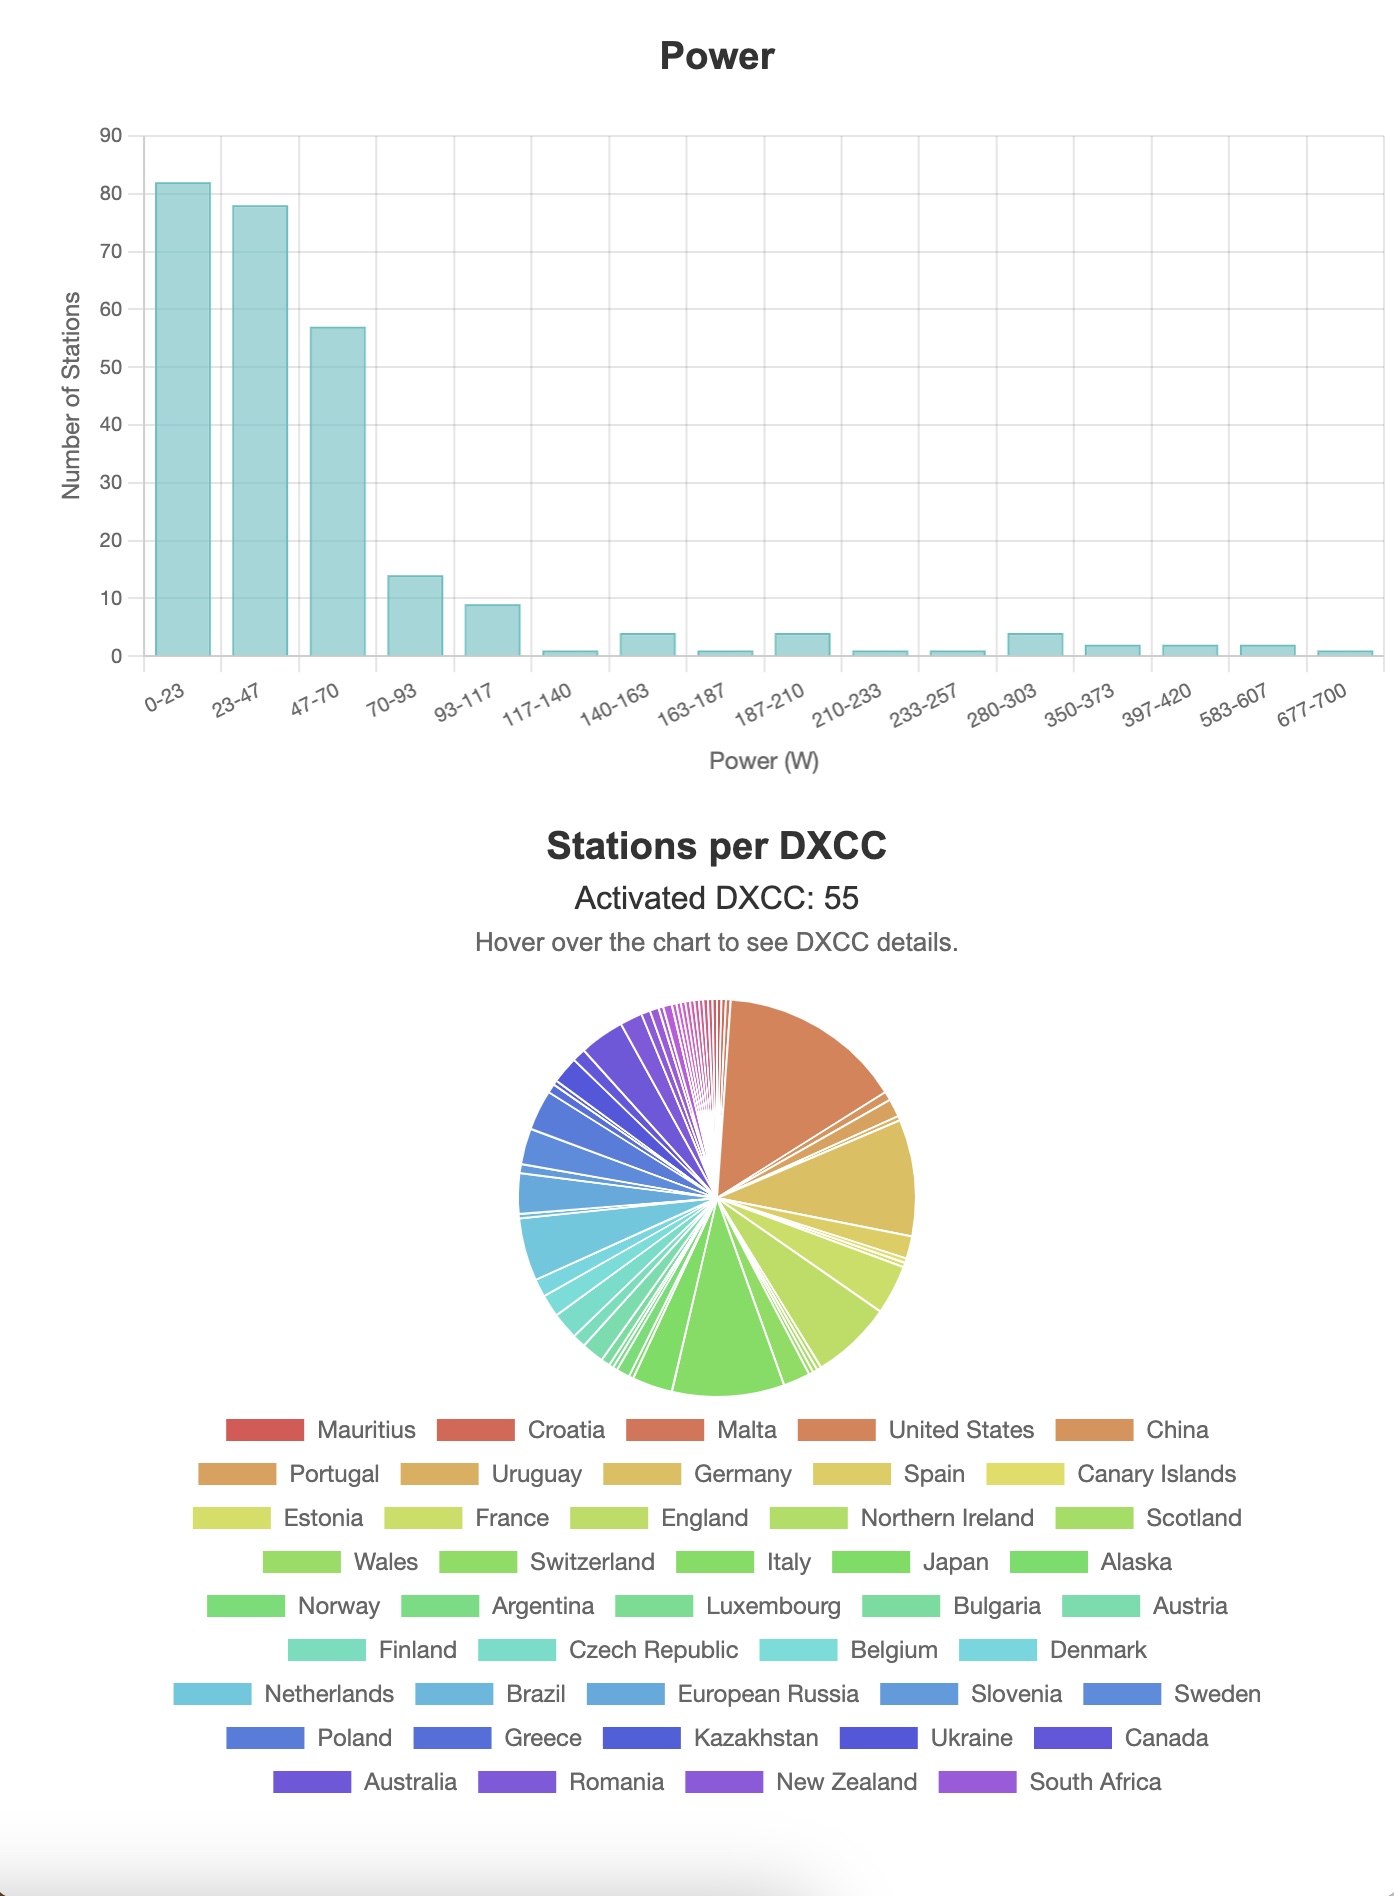 Power
90
80
70
60
50
40
30
20
10
0
Number of Stations
0-23 23-47 47-70 70-93 93-117 117-140 140-163 163-187 187-210 210-233 233-257 280-303 350-373 397-420 583-607 677-700
Power (W)
Stations per DXCC
Activated DXCC: 55
Hover over the chart to see DXCC details.
Mauritius Croatia Malta United States China
Portugal Uruguay Germany Spain Canary Islands
Estonia France England Northern Ireland Scotland
Wales Switzerland Italy Japan Alaska
Norway Argentina Luxembourg Bulgaria Austria
Finland Czech Republic Belgium Denmark
Netherlands Brazil European Russia Slovenia Sweden
Poland Greece Kazakhstan Ukraine Canada
Australia Romania New Zealand South Africa